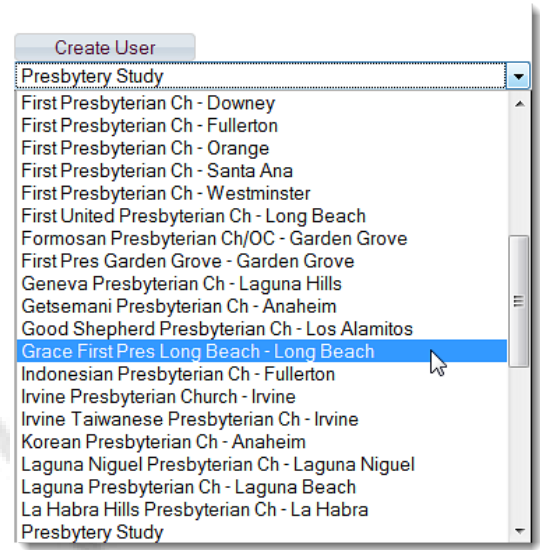 Create User
Presbytery Study
First Presbyterian Ch - Downey
First Presbyterian Ch - Fullerton
First Presbyterian Ch - Orange
First Presbyterian Ch - Santa Ana
First Presbyterian Ch - Westminster
First United Presbyterian Ch - Long Beach
Formosan Presbyterian Ch/OC - Garden Grove
First Pres Garden Grove - Garden Grove
Geneva Presbyterian Ch - Laguna Hills
Getsemani Presbyterian Ch - Anaheim
Good Shepherd Presbyterian Ch - Los Alamitos
Grace First Pres Long Beach - Long Beach
Indonesian Presbyterian Ch - Fullerton
Irvine Presbyterian Church - Irvine
Irvine Taiwanese Presbyterian Ch - Irvine
Korean Presbyterian Ch - Anaheim
Laguna Niguel Presbyterian Ch - Laguna Niguel
Laguna Presbyterian Ch - Laguna Beach
La Habra Hills Presbyterian Ch - La Habra
Presbytery Study